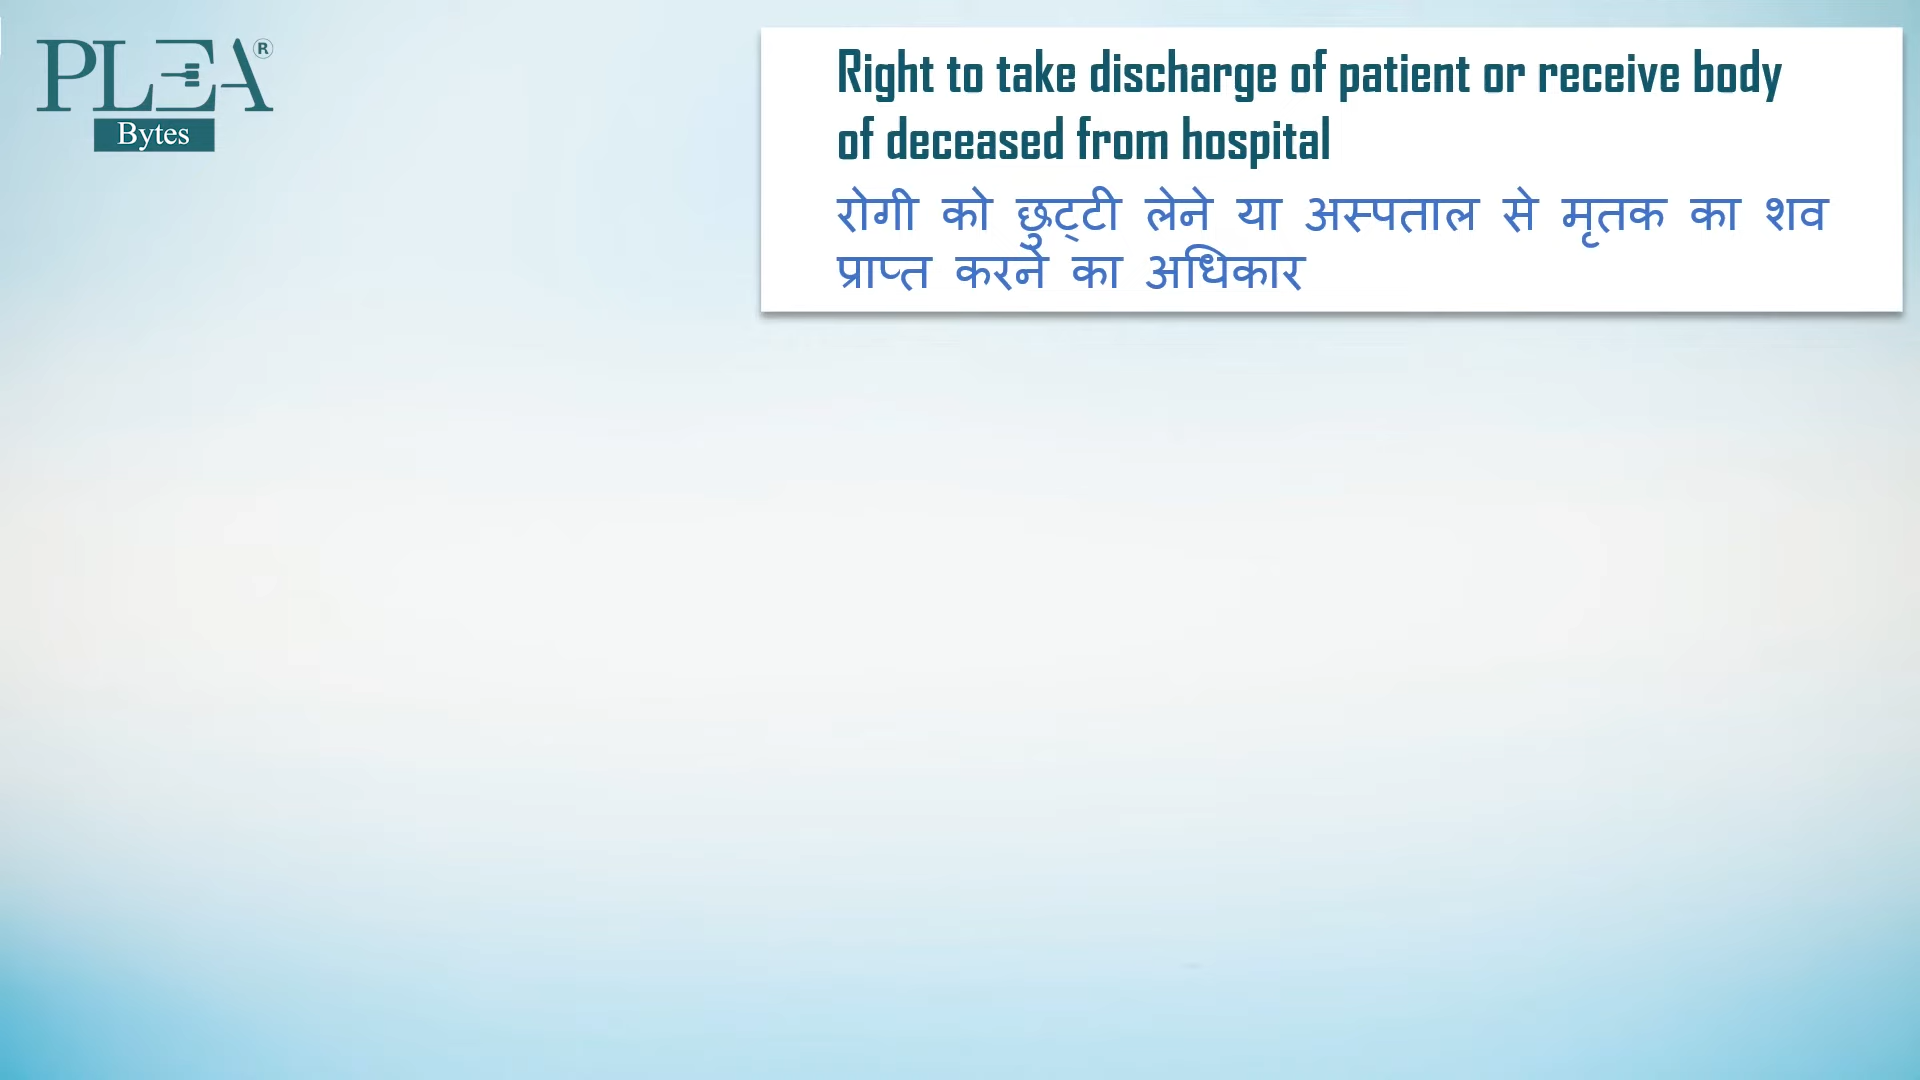 PLEA®
Bytes
Right to take discharge of patient or receive body
of deceased from hospital
रोगी को छुट्टी लेने या अस्पताल से मृतक का शव
प्राप्त करने का अधिकार